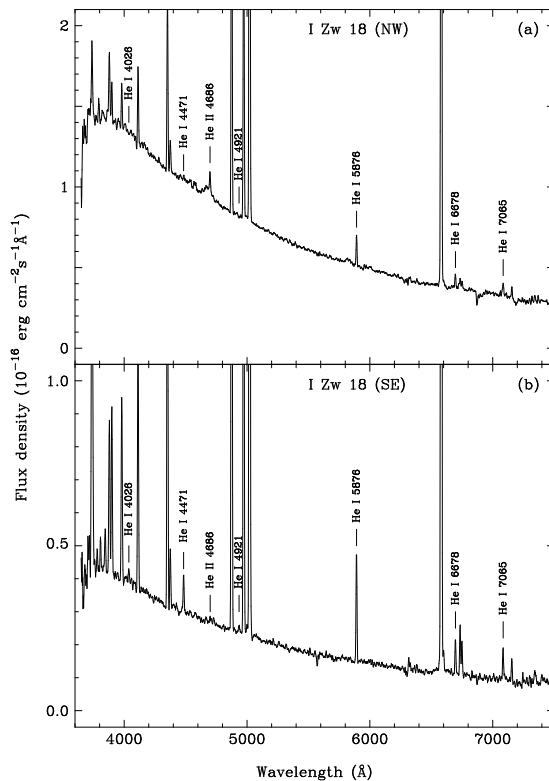 I Zw 18 (NW)
(a)
2
1
0
He I 4026
He I 4471
He II 4686
He I 4921
He I 5876
He I 6678
He I 7065
I Zw 18 (SE)
(b)
1.0
0.5
0.0
He I 4026
He I 4471
He II 4686
He I 4921
He I 5876
He I 6678
He I 7065
Flux density (10⁻¹⁶ erg cm⁻²s⁻¹Å⁻¹)
4000 5000 6000 7000
Wavelength (Å)